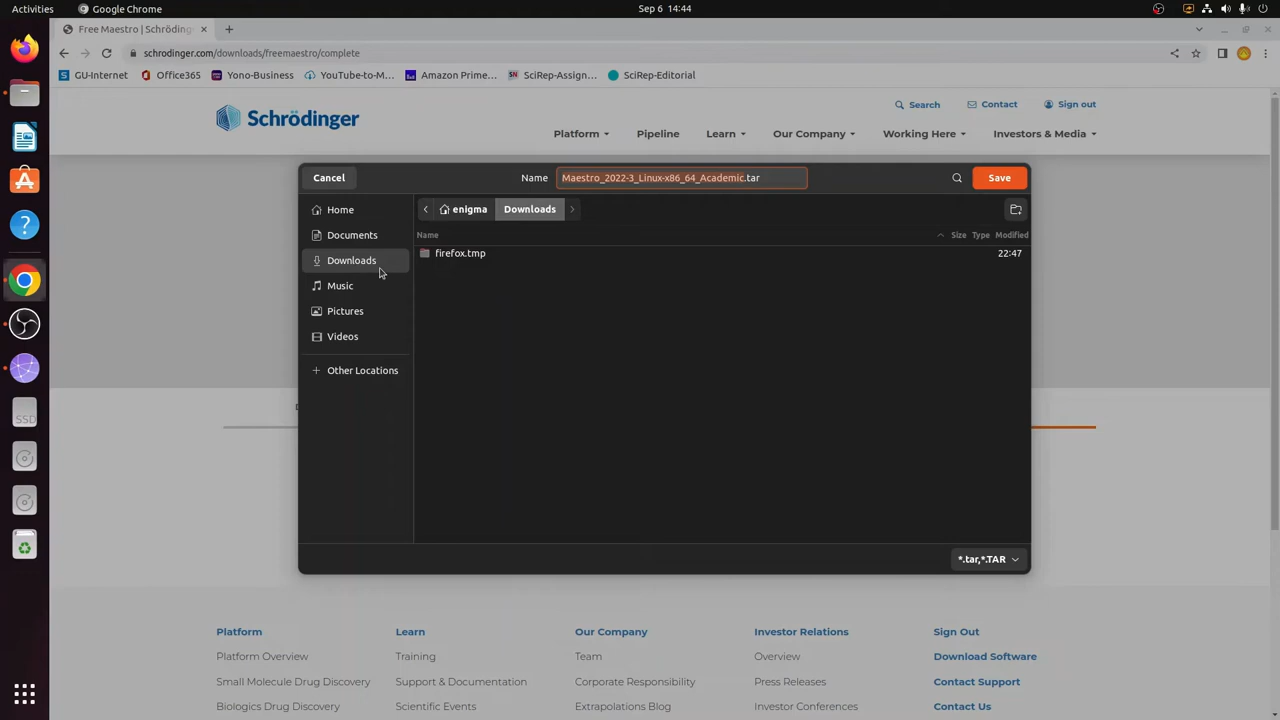 Activities
Google Chrome
Sep 6 14:44
Free Maestro | Schröding
schrodinger.com/downloads/freemaestro/complete
GU-Internet
Office365
Yono-Business
YouTube-to-M...
Amazon Prime...
SciRep-Assign...
SciRep-Editorial
Search
Contact
Sign out
Schrödinger
Platform
Pipeline
Learn
Our Company
Working Here
Investors & Media
Cancel
Name
Maestro_2022-3_Linux-x86_64_Academic.tar
Save
Home
Documents
Downloads
Music
Pictures
Videos
Other Locations
enigma
Downloads
Name
Size
Type
Modified
firefox.tmp
22:47
*.tar,*.TAR
SSD
Platform
Learn
Our Company
Investor Relations
Sign Out
Platform Overview
Training
Team
Overview
Download Software
Small Molecule Drug Discovery
Support & Documentation
Corporate Responsibility
Press Releases
Contact Support
Biologics Drug Discovery
Scientific Events
Extrapolations Blog
Investor Conferences
Contact Us